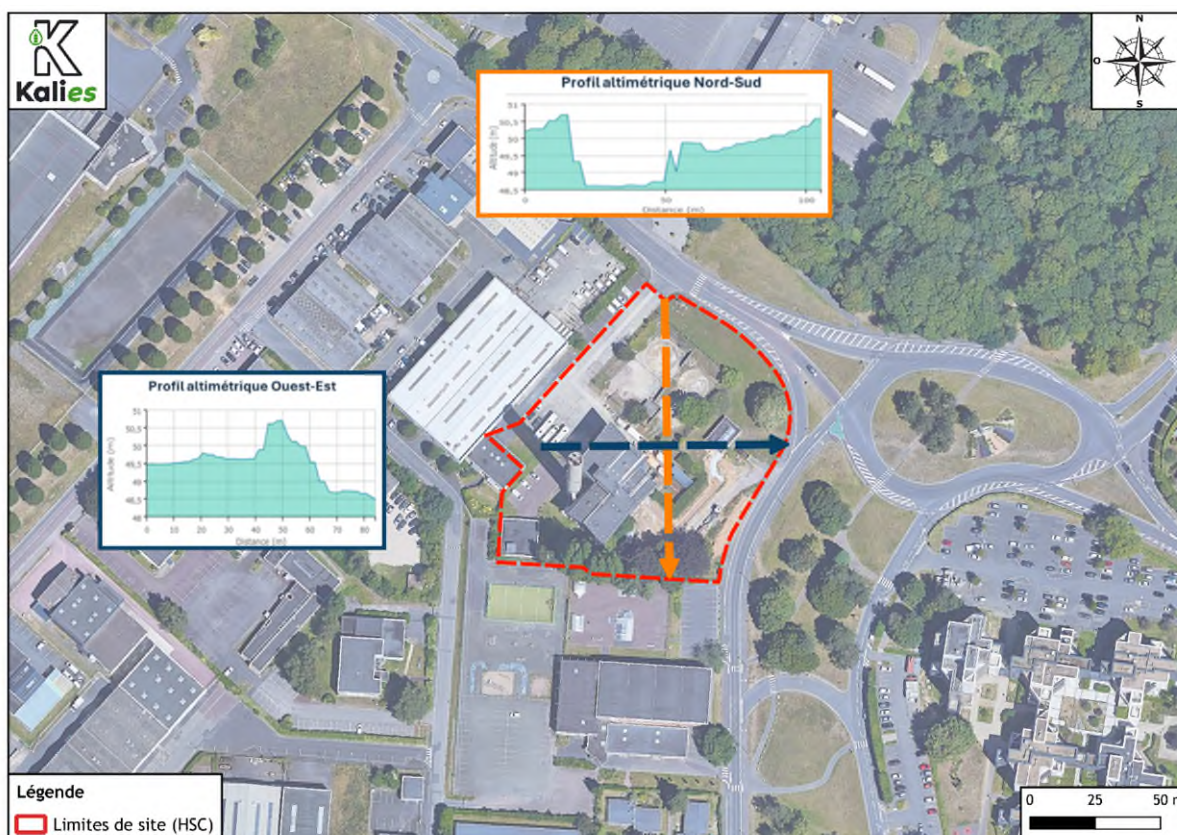 Kalies
N
O
S
Profil altimétrique Nord-Sud
51
50,5
50
49,5
49
48,5
Altitude (m)
0 50 100
Distance (m)
Profil altimétrique Ouest-Est
51
50,5
50
49,5
49
48,5
48
Altitude (m)
0 10 20 30 40 50 60 70 80
Distance (m)
Légende
Limites de site (HSC)
0 25 50 m